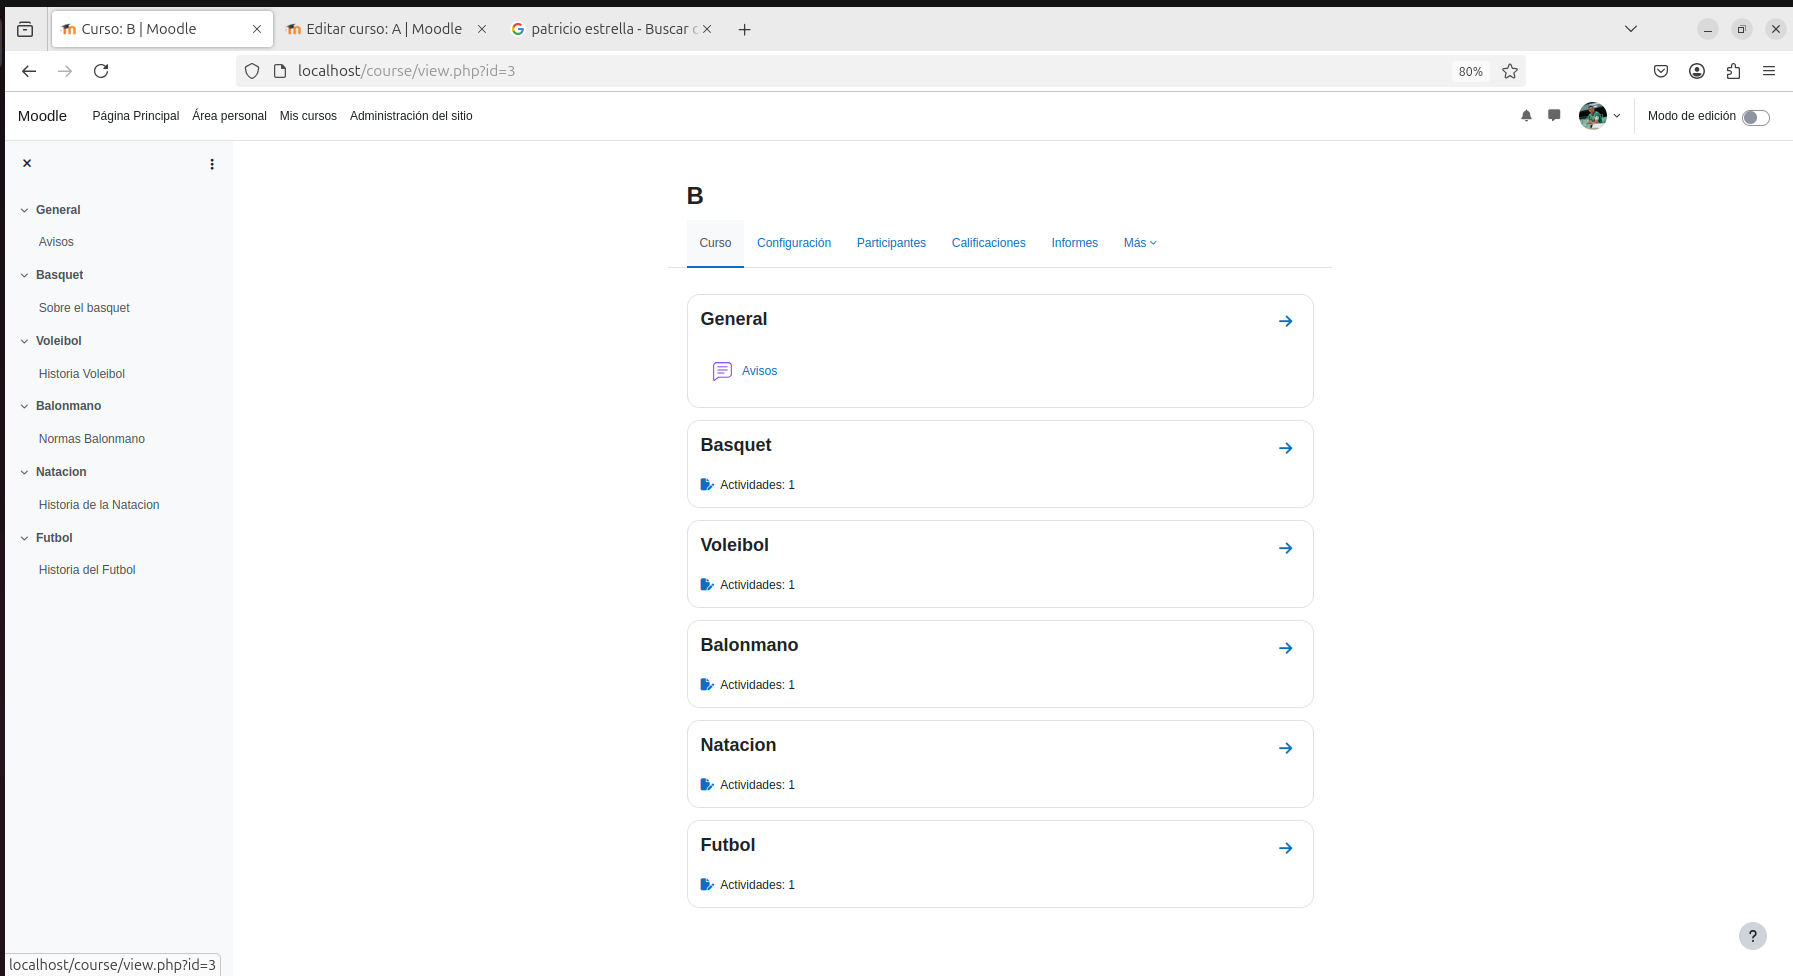 Curso: B | Moodle
Editar curso: A | Moodle
patricio estrella - Buscar
localhost/course/view.php?id=3
80%
Moodle
Página Principal
Área personal
Mis cursos
Administración del sitio
Modo de edición
General
Avisos
Basquet
Sobre el basquet
Voleibol
Historia Voleibol
Balonmano
Normas Balonmano
Natacion
Historia de la Natacion
Futbol
Historia del Futbol
B
Curso
Configuración
Participantes
Calificaciones
Informes
Más
General
Avisos
Basquet
Actividades: 1
Voleibol
Actividades: 1
Balonmano
Actividades: 1
Natacion
Actividades: 1
Futbol
Actividades: 1
?
localhost/course/view.php?id=3